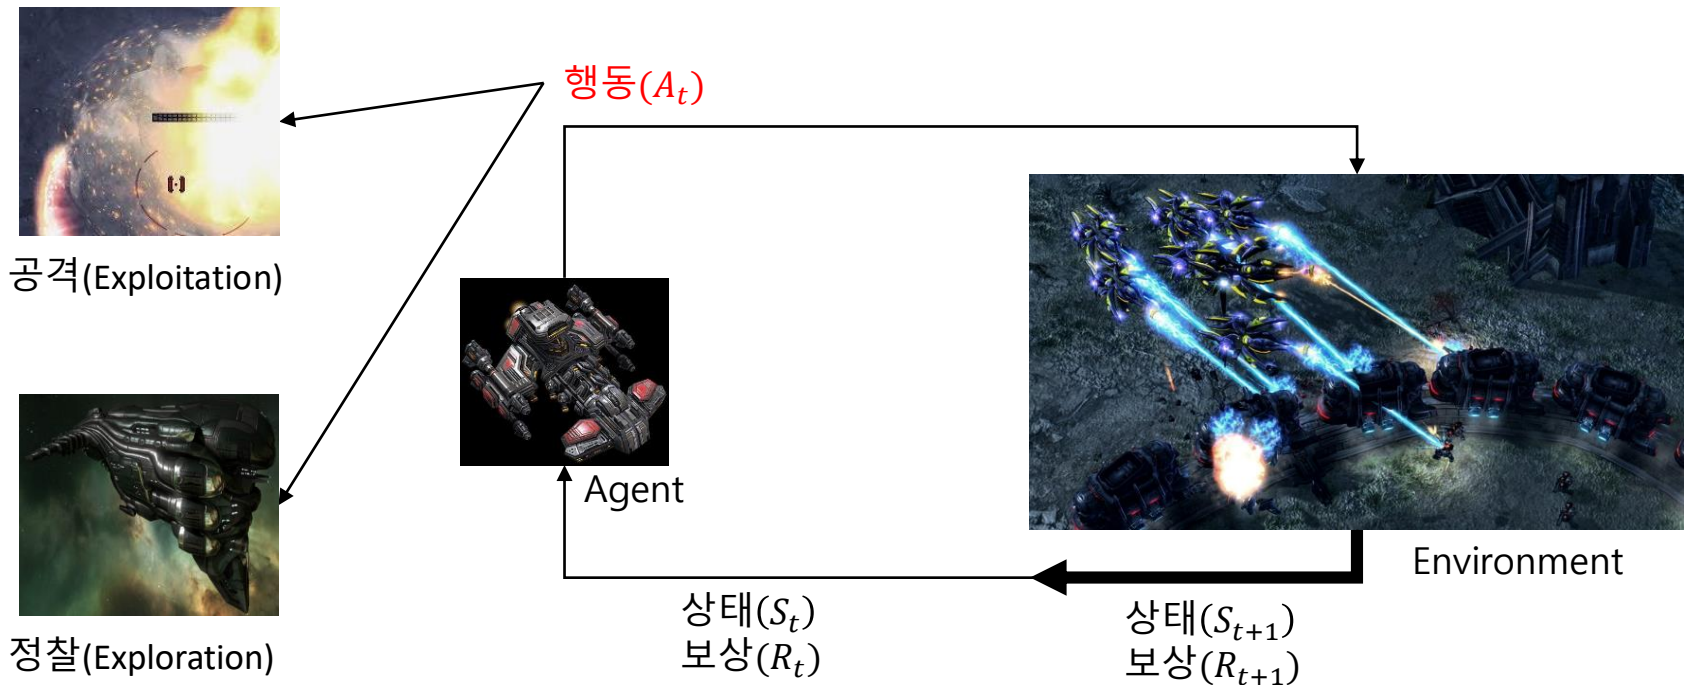 행동(A_t)
공격(Exploitation)
Agent
Environment
상태(S_t)
보상(R_t)
상태(S_{t+1})
보상(R_{t+1})
정찰(Exploration)